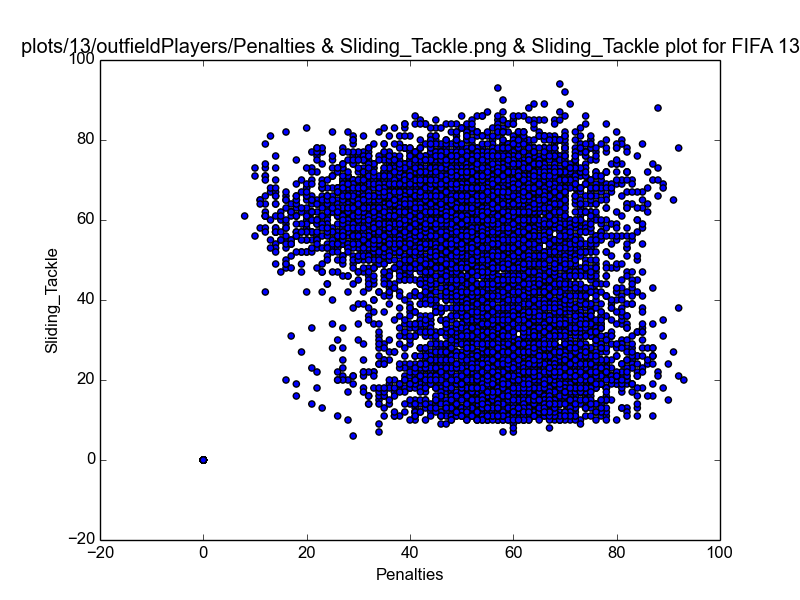 plots/13/outfieldPlayers/Penalties & Sliding_Tackle.png & Sliding_Tackle plot for FIFA 13
100
80
60
40
20
0
−20
Sliding_Tackle
−20 0 20 40 60 80 100
Penalties